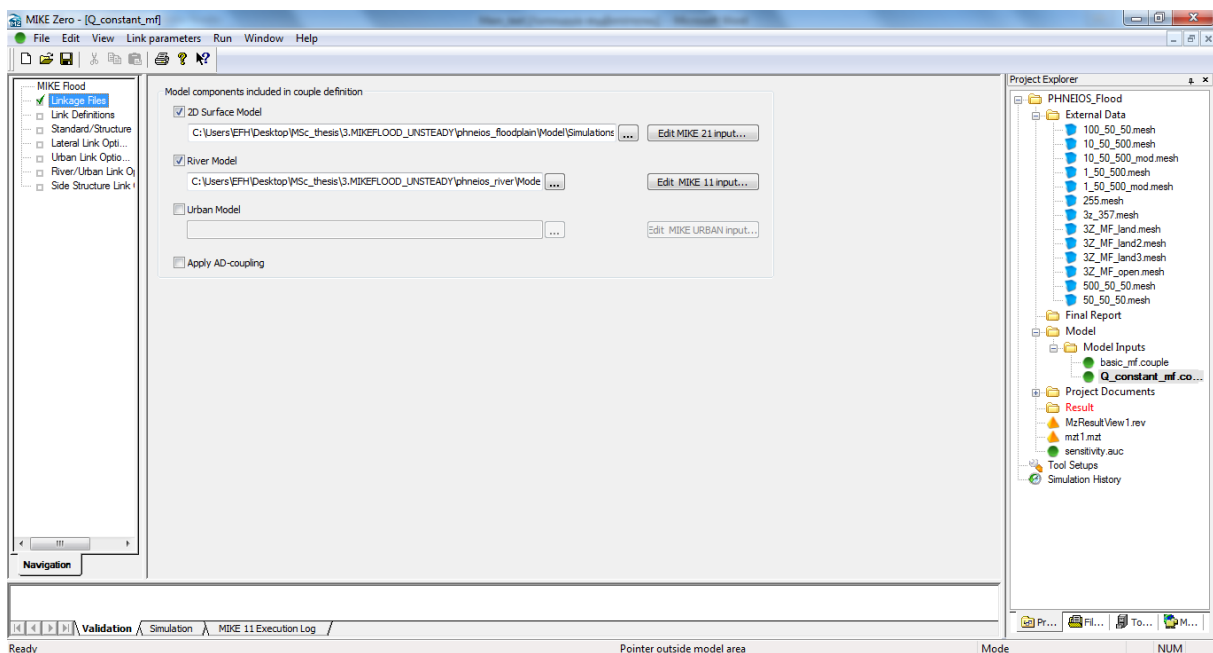 MIKE Zero - [Q_constant_mf]
File Edit View Link parameters Run Window Help
MIKE Flood
Linkage Files
Link Definitions
Standard/Structure
Lateral Link Opti...
Urban Link Optio...
River/Urban Link O
Side Structure Link
Navigation
Model components included in couple definition
2D Surface Model
C:\Users\EFH\Desktop\MSc_thesis\3.MIKEFLOOD_UNSTEADY\phneios_floodplain\Model\Simulations ... Edit MIKE 21 input...
River Model
C:\Users\EFH\Desktop\MSc_thesis\3.MIKEFLOOD_UNSTEADY\phneios_river\Mode ... Edit MIKE 11 input...
Urban Model
... Edit MIKE URBAN input...
Apply AD-coupling
Project Explorer
PHNEIOS_Flood
External Data
100_50_50.mesh
10_50_500.mesh
10_50_500_mod.mesh
1_50_500.mesh
1_50_500_mod.mesh
255.mesh
3z_357.mesh
3Z_MF_land.mesh
3Z_MF_land2.mesh
3Z_MF_land3.mesh
3Z_MF_open.mesh
500_50_50.mesh
50_50_50.mesh
Final Report
Model
Model Inputs
basic_mf.couple
Q_constant_mf.co...
Project Documents
Result
MzResultView1.rev
mzt1.mzt
sensitivity.auc
Tool Setups
Simulation History
Pr... Fil... To... M...
Validation Simulation MIKE 11 Execution Log
Ready Pointer outside model area Mode NUM